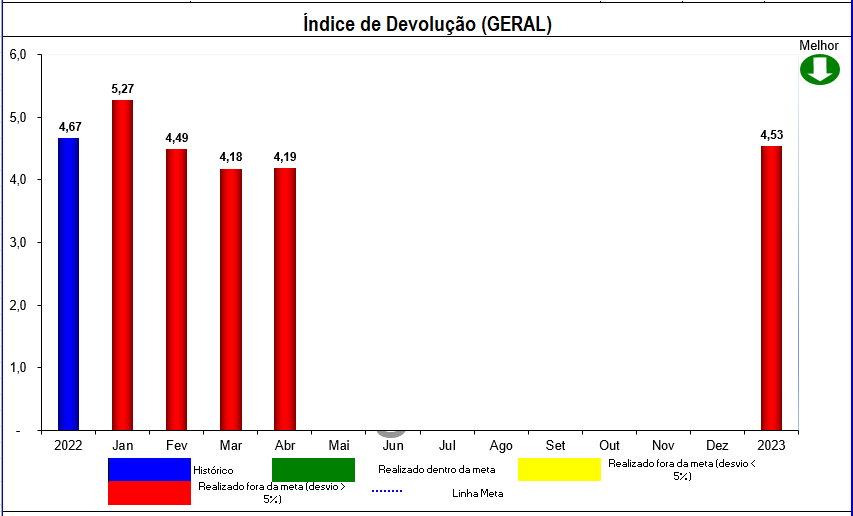 Índice de Devolução (GERAL)
Melhor
6,0
5,0
4,0
3,0
2,0
1,0
-
4,67
5,27
4,49
4,18
4,19
4,53
2022 Jan Fev Mar Abr Mai Jun Jul Ago Set Out Nov Dez 2023
Histórico
Realizado dentro da meta
Realizado fora da meta (desvio <
5%)
Realizado fora da meta (desvio >
5%)
Linha Meta